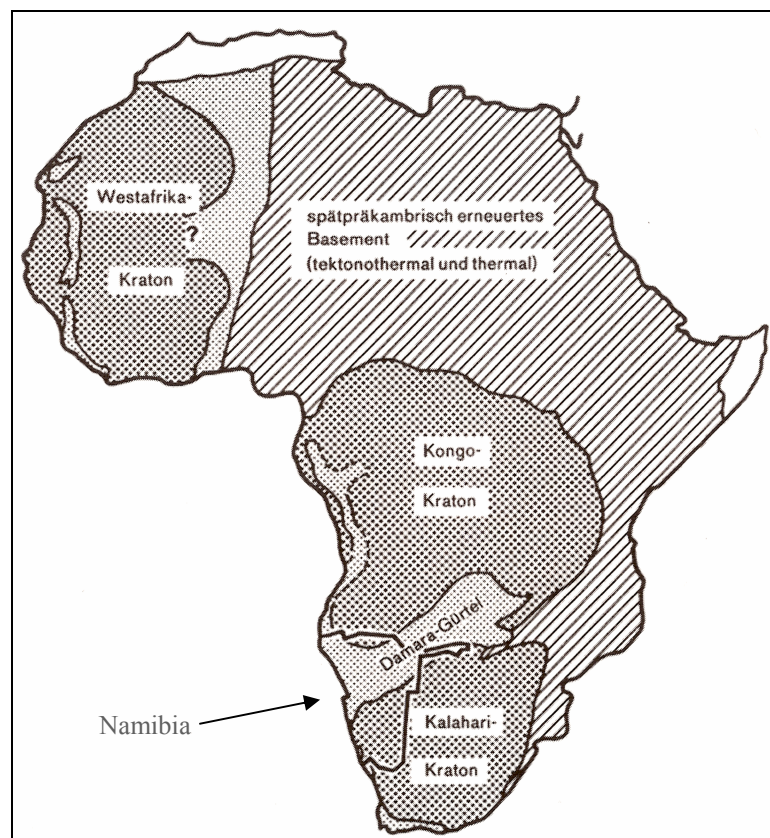 Westafrika-
?
Kraton
spätpräkambrisch erneuertes
Basement
(tektonothermal und thermal)
Kongo-
Kraton
Damara-Gürtel
Namibia
Kalahari-
Kraton